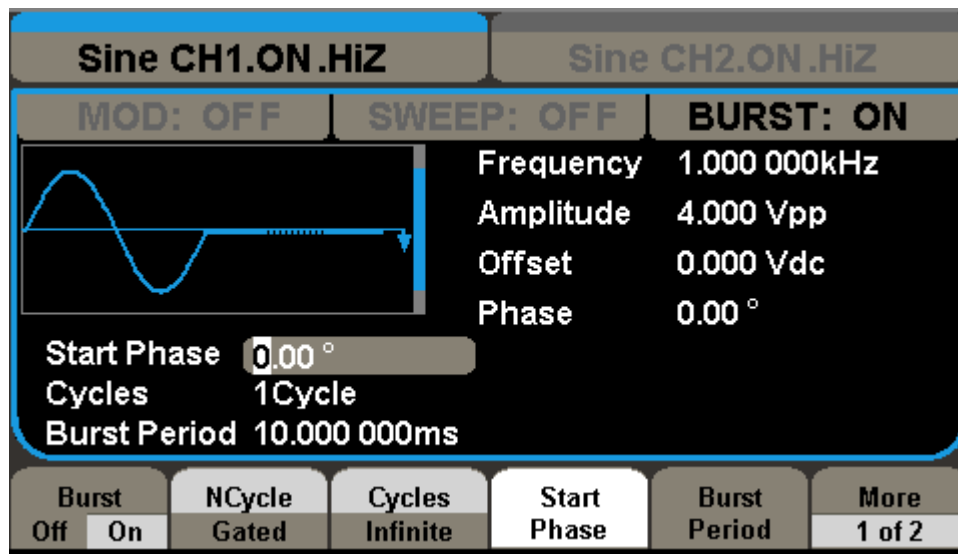 Sine CH1.ON.HiZ
Sine CH2.ON.HiZ
MOD: OFF
SWEEP: OFF
BURST: ON
Frequency 1.000 000kHz
Amplitude 4.000 Vpp
Offset 0.000 Vdc
Phase 0.00 °
Start Phase 0.00 °
Cycles 1Cycle
Burst Period 10.000 000ms
Burst
Off On
NCycle
Gated
Cycles
Infinite
Start
Phase
Burst
Period
More
1 of 2